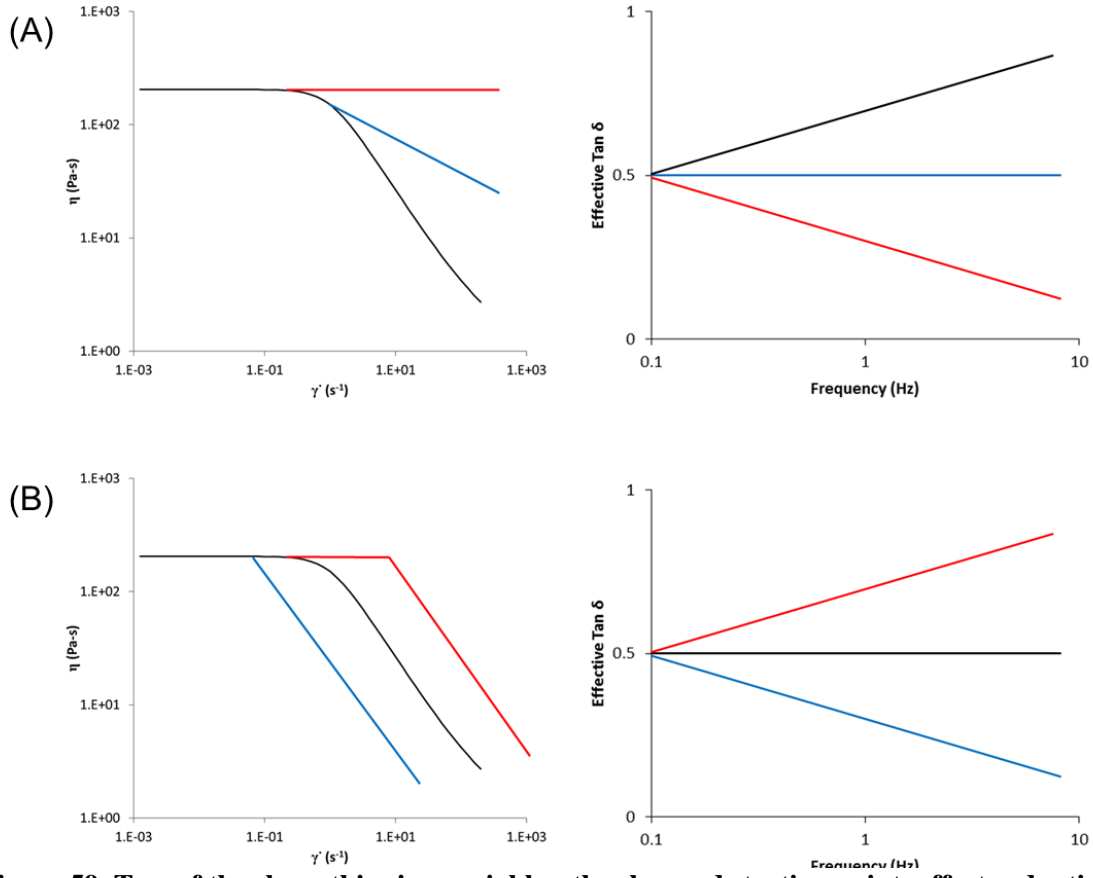 (A)
1.E+03
1.E+02
1.E+01
1.E+00
η (Pa-s)
1.E-03 1.E-01 1.E+01 1.E+03
γ˙ (s-1)
1
0.5
0
Effective Tan δ
0.1 1 10
Frequency (Hz)
(B)
1.E+03
1.E+02
1.E+01
1.E+00
η (Pa-s)
1.E-03 1.E-01 1.E+01 1.E+03
γ˙ (s-1)
1
0.5
0
Effective Tan δ
0.1 1 10
Frequency (Hz)